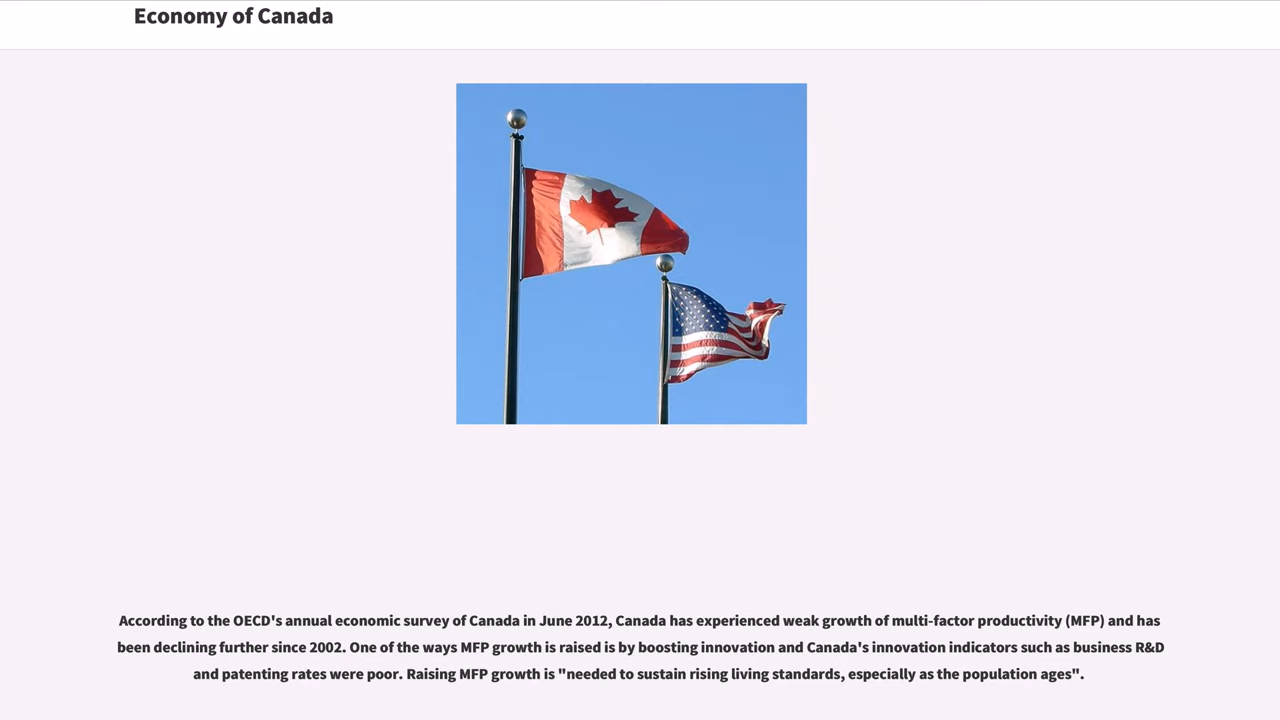 Economy of Canada
According to the OECD's annual economic survey of Canada in June 2012, Canada has experienced weak growth of multi-factor productivity (MFP) and has
been declining further since 2002. One of the ways MFP growth is raised is by boosting innovation and Canada's innovation indicators such as business R&D
and patenting rates were poor. Raising MFP growth is "needed to sustain rising living standards, especially as the population ages".